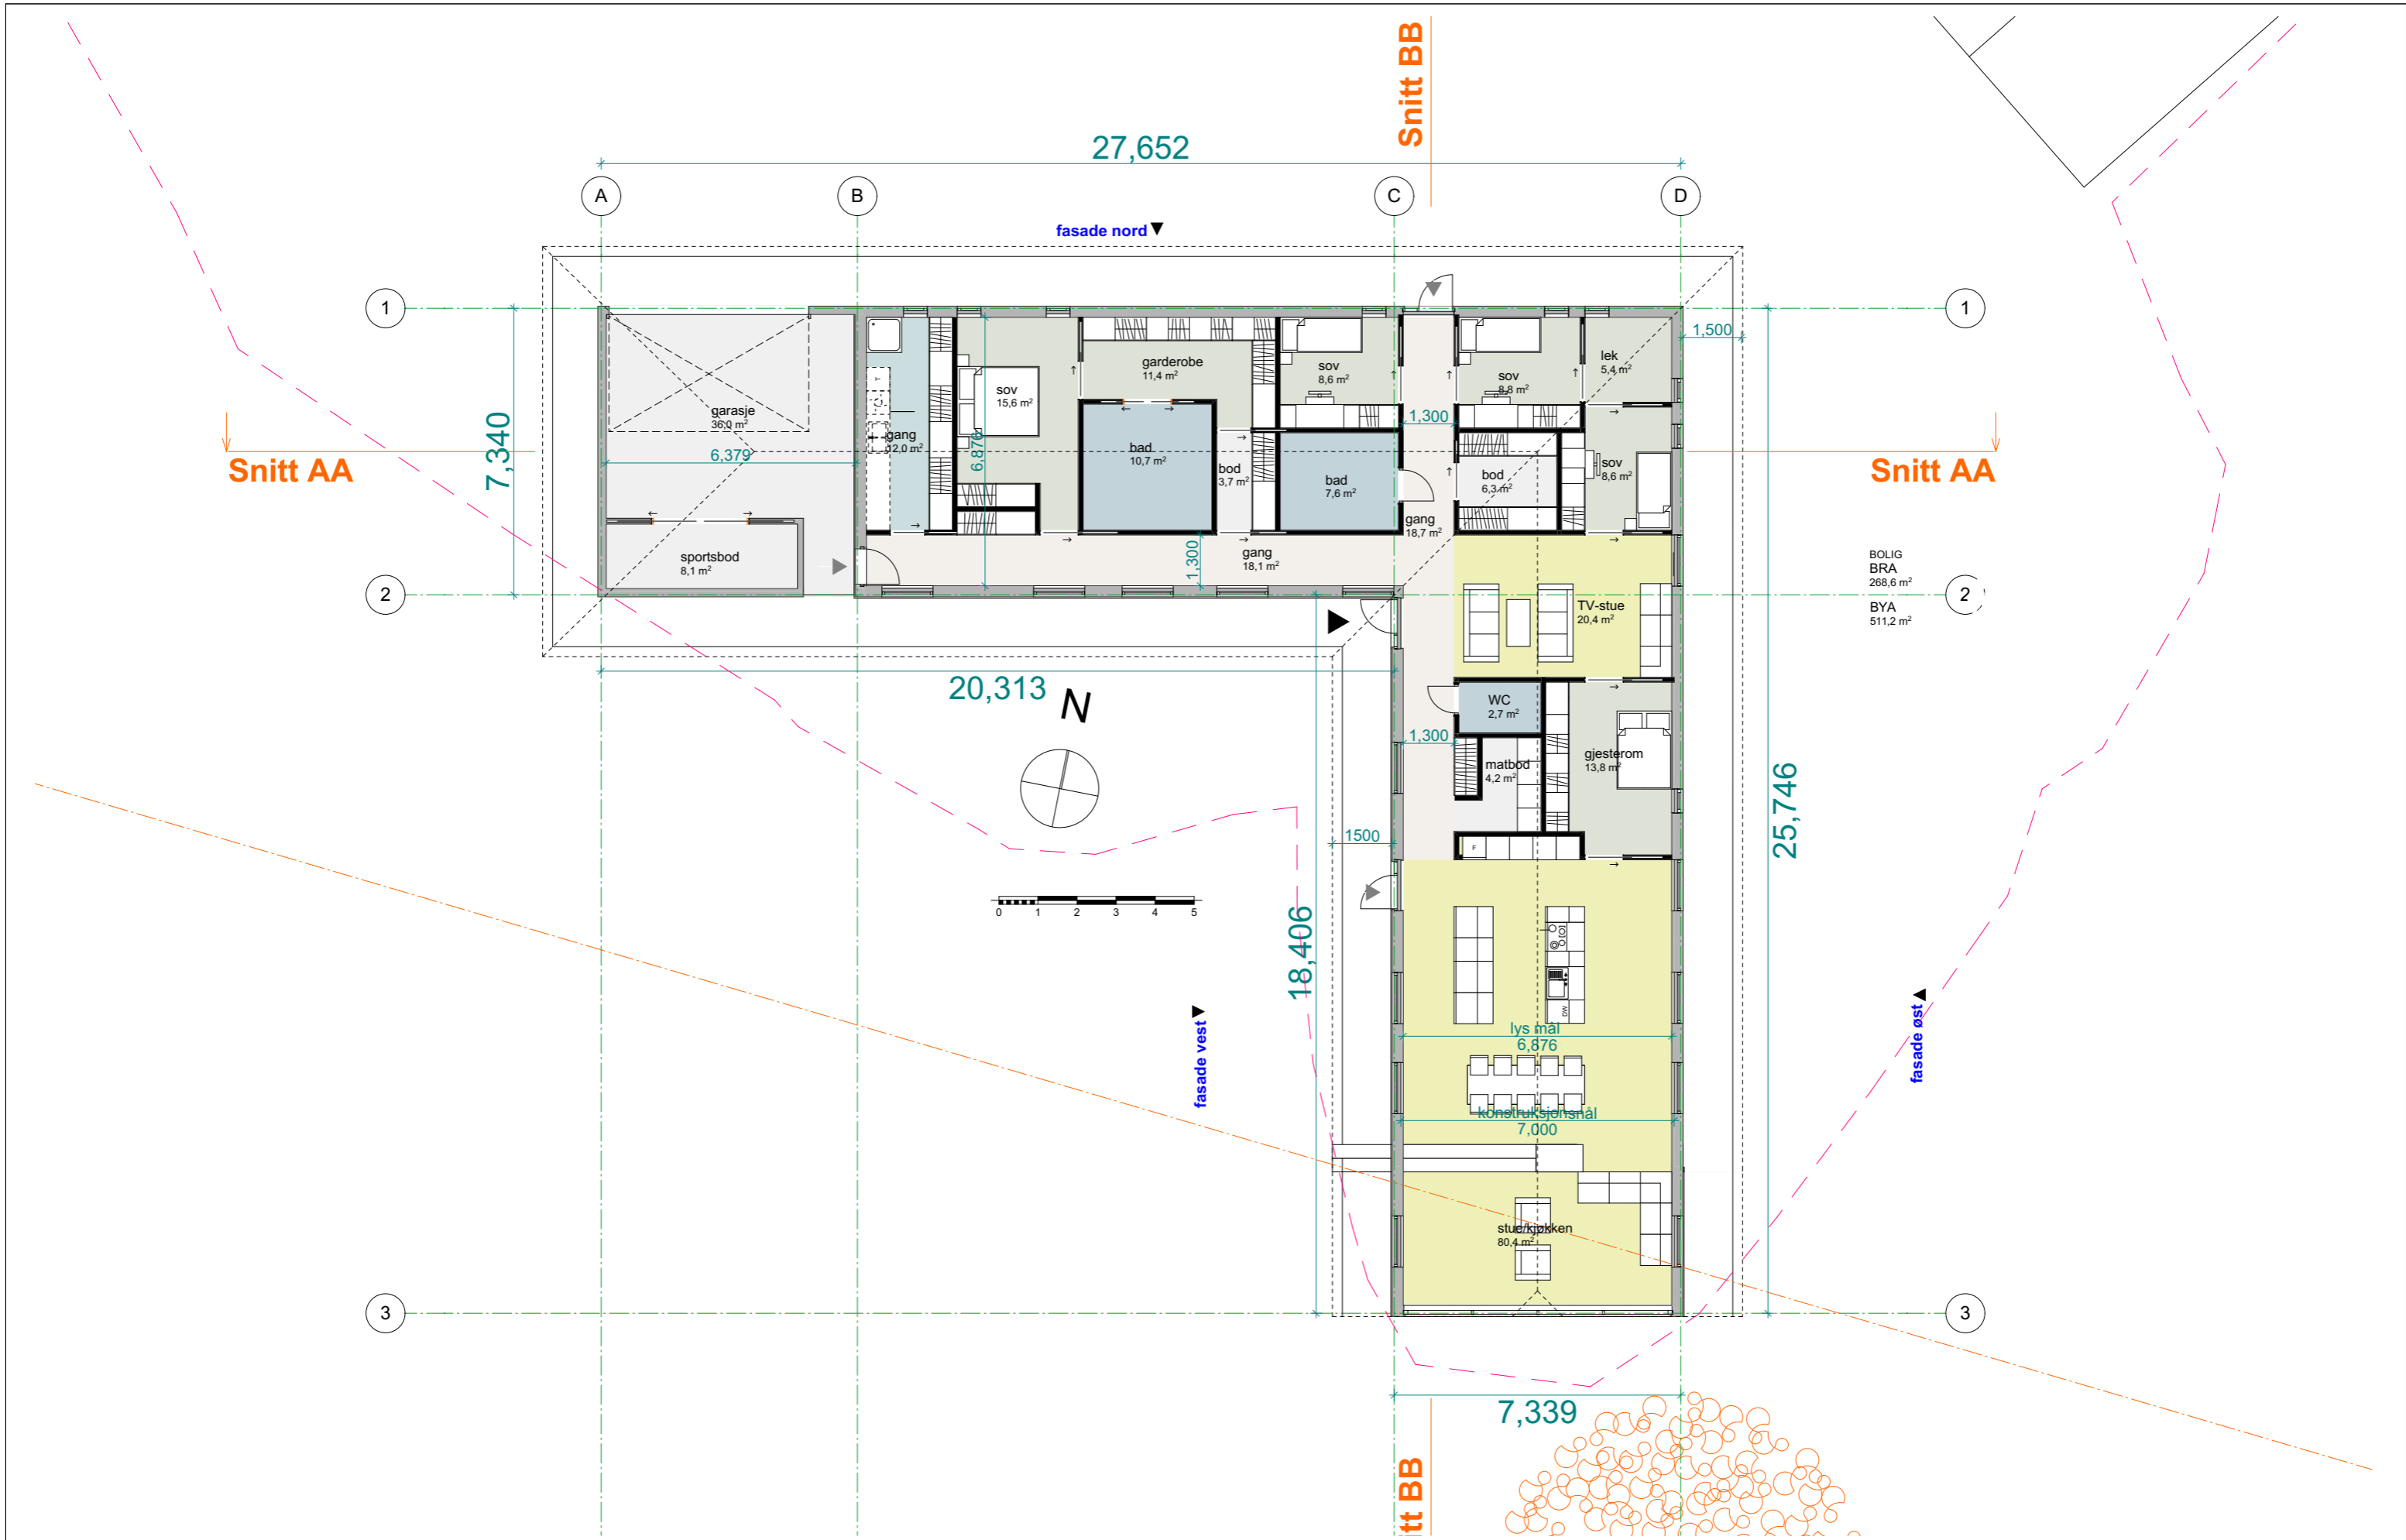 Snitt BB
27,652
A
B
C
D
fasade nord
1
1
1,500
garderobe
11,4 m²
sov
8,6 m²
sov
8,8 m²
lek
5,4 m²
sov
15,6 m²
garasje
36,0 m²
T
gang
12,0 m²
6,876
1,300
7,340
6,379
bad
10,7 m²
bod
3,7 m²
bad
7,6 m²
bod
6,3 m²
sov
8,6 m²
Snitt AA
Snitt AA
gang
18,7 m²
sportsbod
8,1 m²
1,300
gang
18,1 m²
BOLIG
BRA
268,6 m²
BYA
511,2 m²
2
2
TV-stue
20,4 m²
20,313
N
WC
2,7 m²
1,300
matbod
4,2 m²
gjesterom
13,8 m²
25,746
1500
F
0 1 2 3 4 5
18,406
DW
fasade vest
fasade øst
lys mål
6,876
konstruksjonsmål
7,000
stue/kjøkken
80,4 m²
3
3
7,339
tt BB